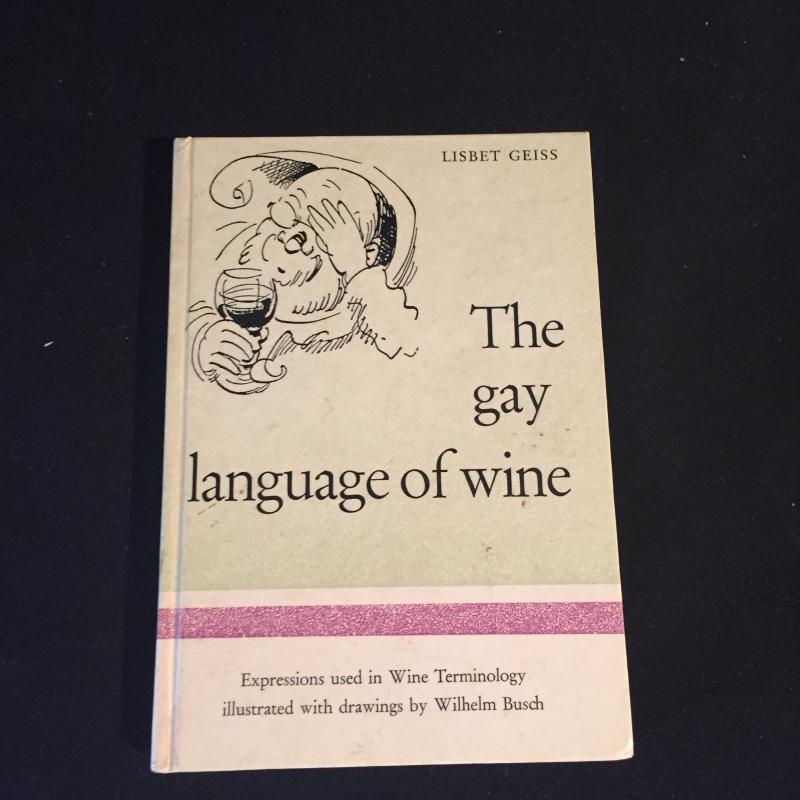 LISBET GEISS
The
gay
language of wine
Expressions used in Wine Terminology
illustrated with drawings by Wilhelm Busch